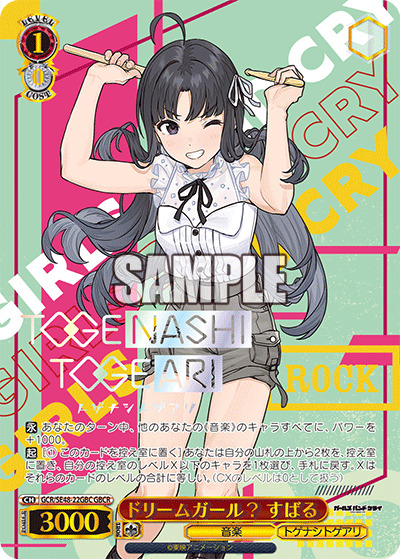 LEVEL
1
0
COST
GIRLS
CRY
GIRLS
CRY
CRY
GIRLS
SAMPLE
TOGE NASHI
TOGE ARI
トゲナシトゲアリ
ROCK
永 あなたのターン中、他のあなたの《音楽》のキャラすべてに、パワーを
+1000。
起 [このカードを控え室に置く] あなたは自分の山札の上から2枚を、控え室
に置き、自分の控え室のレベルX以下のキャラを1枚選び、手札に戻す。Xは
それらのカードのレベルの合計に等しい。(CXのレベルは0として扱う)
CH GCR/SE48-22GBC GBCR
3000
ドリームガール? すばる
ガールズバンドクライ
音楽
トゲナシトゲアリ
©東映アニメーション